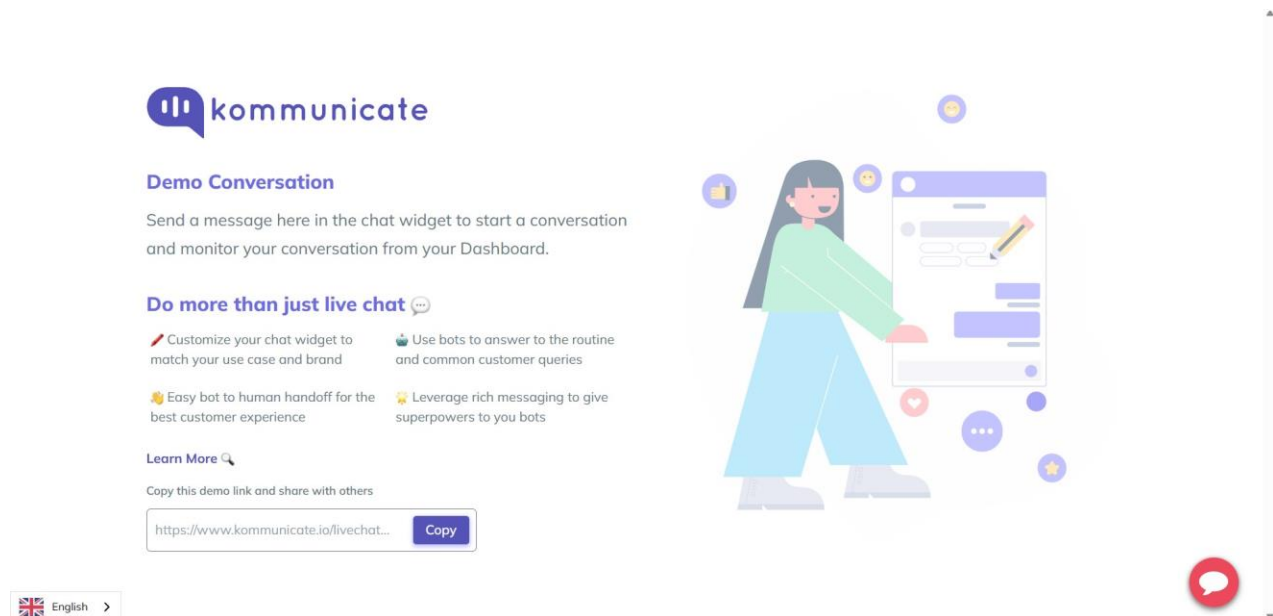 kommunicate
Demo Conversation
Send a message here in the chat widget to start a conversation
and monitor your conversation from your Dashboard.
Do more than just live chat 💬
🖍️ Customize your chat widget to
match your use case and brand
🤖 Use bots to answer to the routine
and common customer queries
👋 Easy bot to human handoff for the
best customer experience
🌟 Leverage rich messaging to give
superpowers to you bots
Learn More 🔍
Copy this demo link and share with others
https://www.kommunicate.io/livechat...
Copy
English